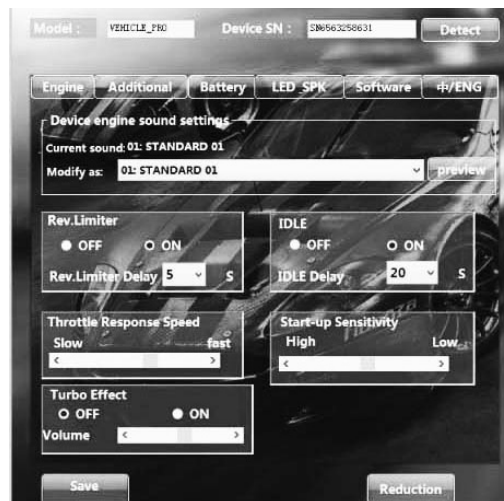 Model : VEHICLE_PRO Device SN : SN6563258631 Detect
Engine Additional Battery LED_SPK Software 中/ENG
Device engine sound settings
Current sound: 01: STANDARD 01
Modify as: 01: STANDARD 01 preview
Rev.Limiter
OFF ON
Rev.Limiter Delay 5 S
IDLE
OFF ON
IDLE Delay 20 S
Throttle Response Speed
Slow fast
Start-up Sensitivity
High Low
Turbo Effect
OFF ON
Volume
Save Reduction